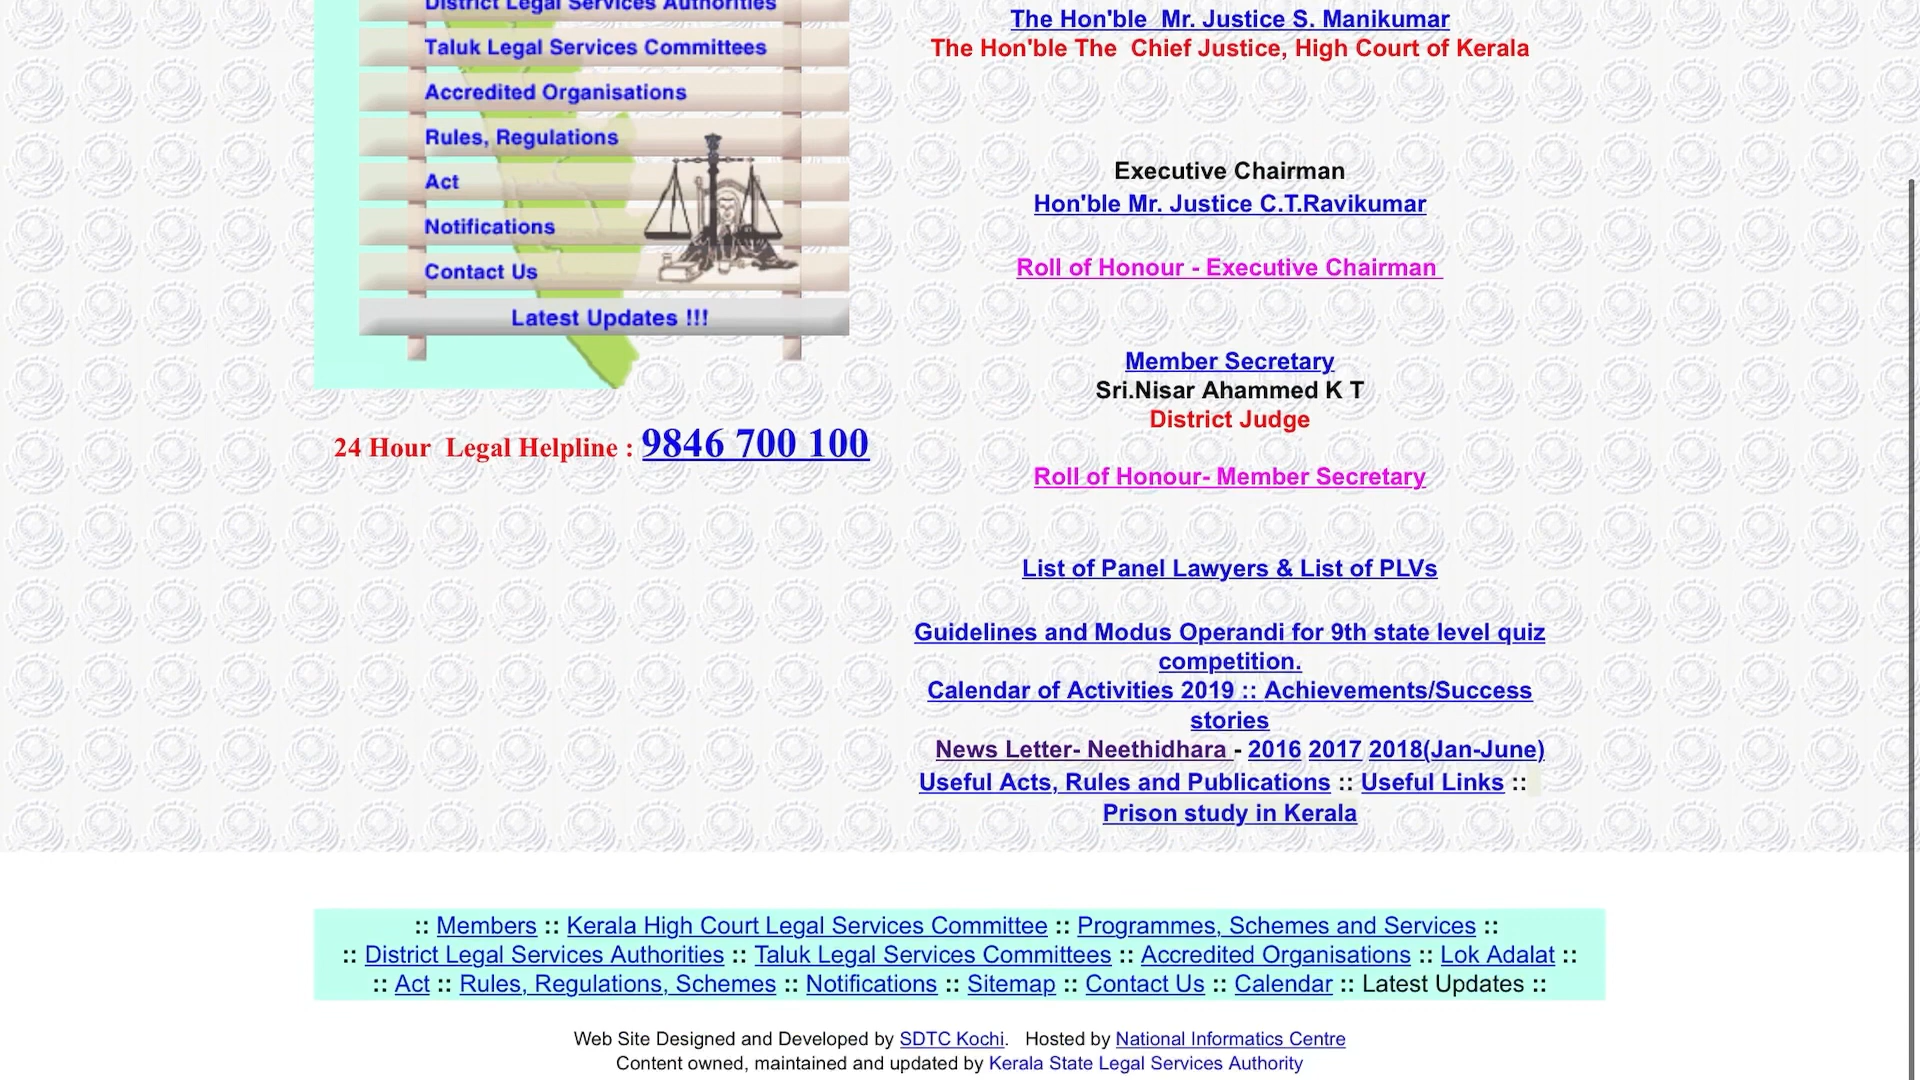 District Legal Services Authorities
Taluk Legal Services Committees
Accredited Organisations
Rules, Regulations
Act
Notifications
Contact Us
Latest Updates !!!
24 Hour Legal Helpline : 9846 700 100
The Hon'ble Mr. Justice S. Manikumar
The Hon'ble The Chief Justice, High Court of Kerala
Executive Chairman
Hon'ble Mr. Justice C.T.Ravikumar
Roll of Honour - Executive Chairman
Member Secretary
Sri.Nisar Ahammed K T
District Judge
Roll of Honour- Member Secretary
List of Panel Lawyers & List of PLVs
Guidelines and Modus Operandi for 9th state level quiz
competition.
Calendar of Activities 2019 :: Achievements/Success
stories
News Letter- Neethidhara - 2016 2017 2018(Jan-June)
Useful Acts, Rules and Publications :: Useful Links ::
Prison study in Kerala
:: Members :: Kerala High Court Legal Services Committee :: Programmes, Schemes and Services ::
:: District Legal Services Authorities :: Taluk Legal Services Committees :: Accredited Organisations :: Lok Adalat ::
:: Act :: Rules, Regulations, Schemes :: Notifications :: Sitemap :: Contact Us :: Calendar :: Latest Updates ::
Web Site Designed and Developed by SDTC Kochi. Hosted by National Informatics Centre
Content owned, maintained and updated by Kerala State Legal Services Authority